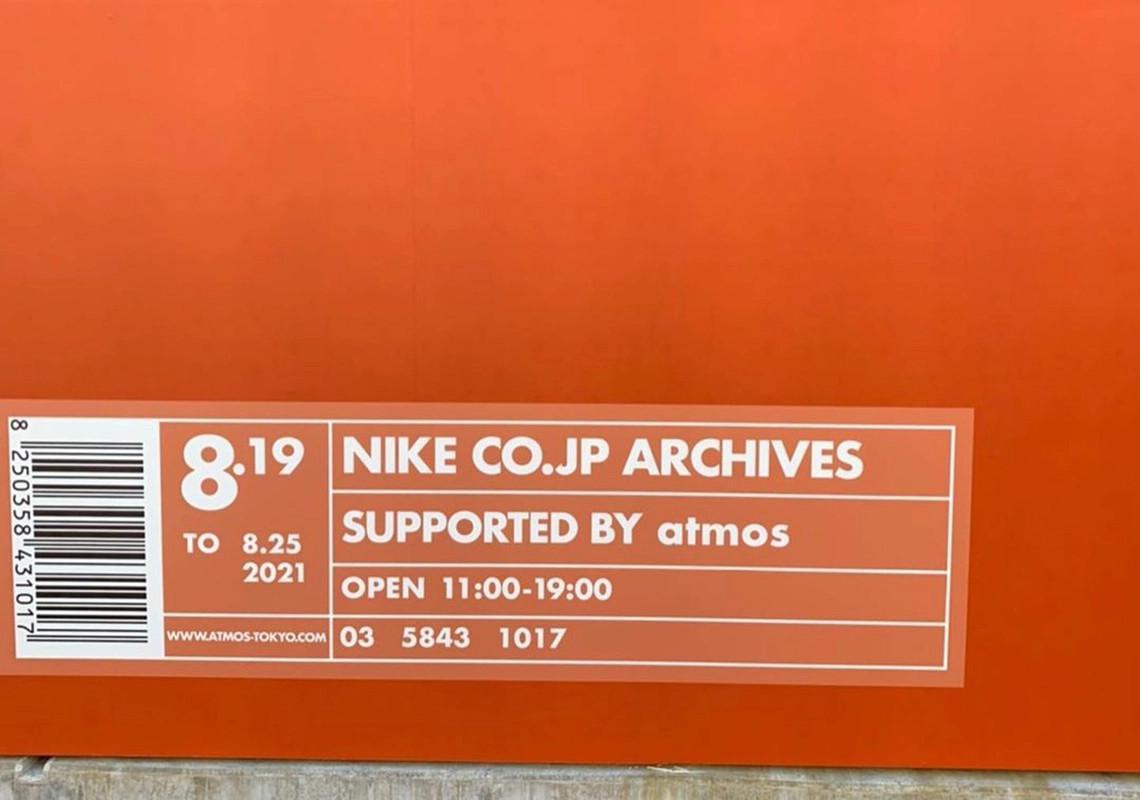 8 250358 431017
8.19
TO 8.25
2021
WWW.ATMOS-TOKYO.COM
NIKE CO.JP ARCHIVES
SUPPORTED BY atmos
OPEN 11:00-19:00
03 5843 1017